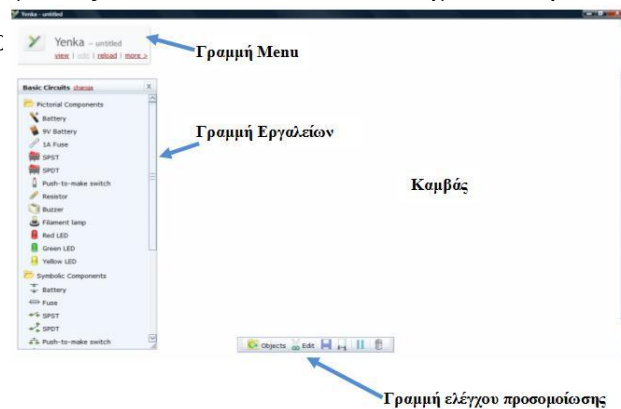 Yenka - untitled
Yenka – untitled
view | edit | reload | more >
Γραμμή Menu
Basic Circuits change x
Pictorial Components
Battery
9V Battery
1A Fuse
SPST
SPDT
Push-to-make switch
Resistor
Buzzer
Filament lamp
Red LED
Green LED
Yellow LED
Symbolic Components
Battery
Fuse
SPST
SPDT
Push-to-make switch
Γραμμή Εργαλείων
Καμβάς
Objects Edit
Γραμμή ελέγχου προσομοίωσης